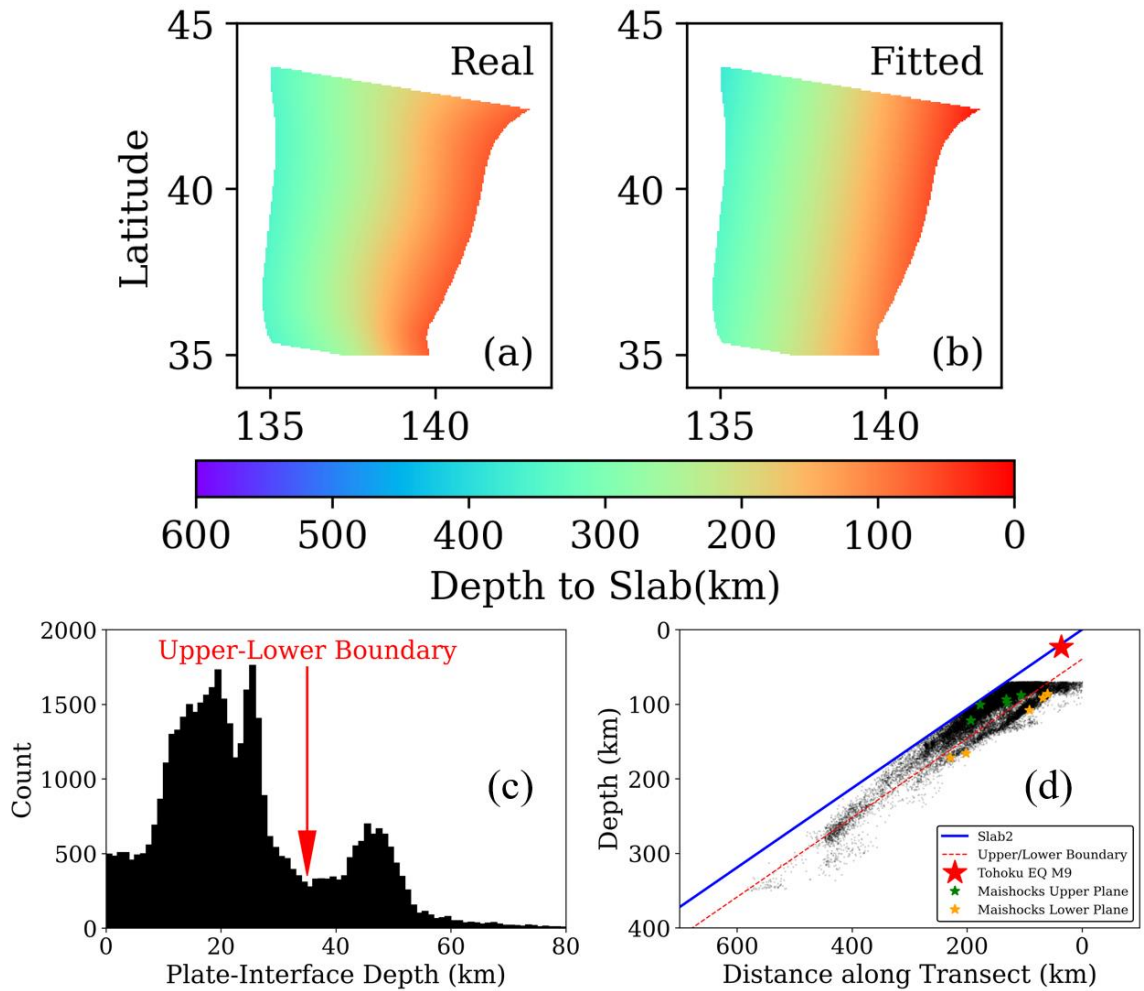 45
40
35
Latitude
Real
(a)
135 140
45
40
35
Fitted
(b)
135 140
600 500 400 300 200 100 0
Depth to Slab(km)
2000
1500
1000
500
0
Count
Upper-Lower Boundary
(c)
0 20 40 60 80
Plate-Interface Depth (km)
0
100
200
300
400
Depth (km)
(d)
Slab2
Upper/Lower Boundary
Tohoku EQ M9
Maishocks Upper Plane
Maishocks Lower Plane
600 400 200 0
Distance along Transect (km)